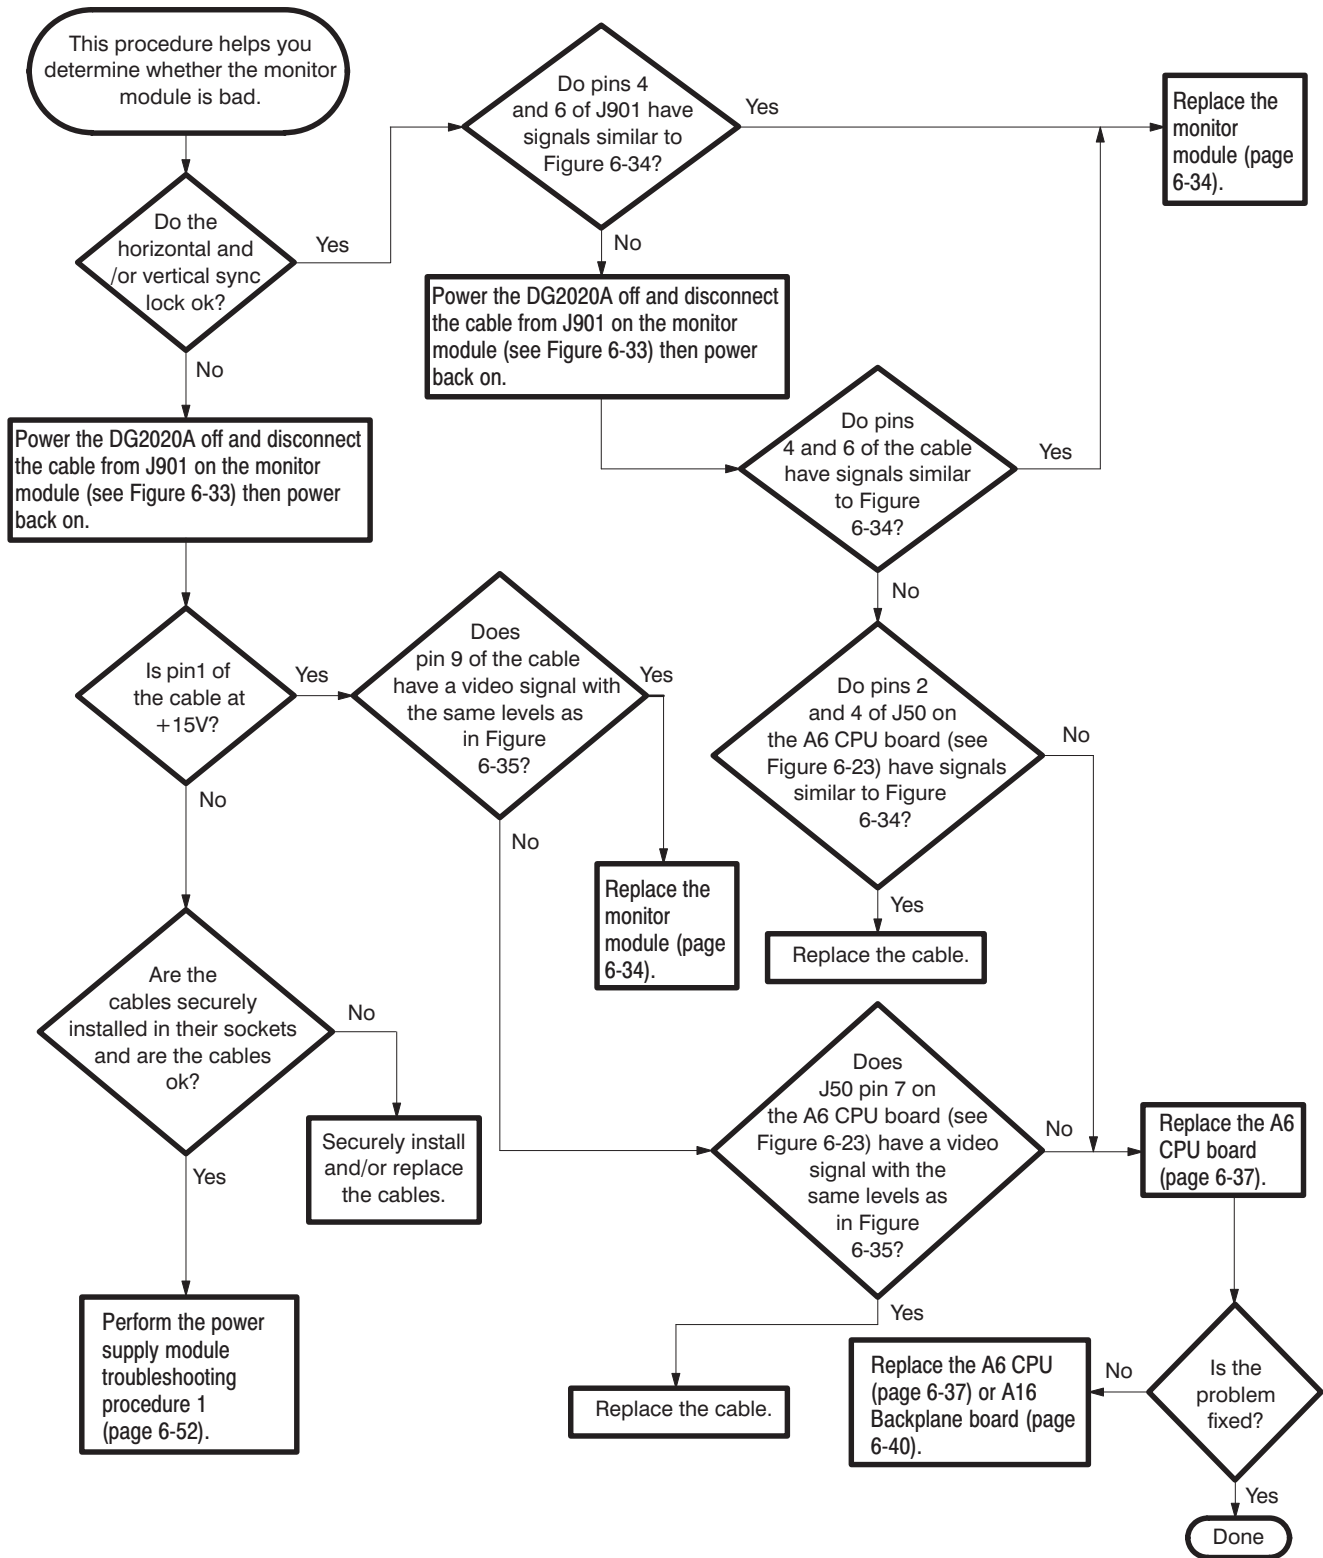 This procedure helps you
determine whether the monitor
module is bad.
Do the
horizontal and
/or vertical sync
lock ok?
Yes
No
Do pins 4
and 6 of J901 have
signals similar to
Figure 6-34?
Yes
No
Replace the
monitor
module (page
6-34).
Power the DG2020A off and disconnect
the cable from J901 on the monitor
module (see Figure 6-33) then power
back on.
Do pins
4 and 6 of the cable
have signals similar
to Figure
6-34?
Yes
No
Power the DG2020A off and disconnect
the cable from J901 on the monitor
module (see Figure 6-33) then power
back on.
Is pin1 of
the cable at
+15V?
Yes
No
Does
pin 9 of the cable
have a video signal with
the same levels as
in Figure
6-35?
Yes
No
Do pins 2
and 4 of J50 on
the A6 CPU board (see
Figure 6-23) have signals
similar to Figure
6-34?
No
Yes
Replace the
monitor
module (page
6-34).
Replace the cable.
Are the
cables securely
installed in their sockets
and are the cables
ok?
No
Yes
Securely install
and/or replace
the cables.
Does
J50 pin 7 on
the A6 CPU board (see
Figure 6-23) have a video
signal with the
same levels as
in Figure
6-35?
No
Yes
Replace the A6
CPU board
(page 6-37).
Perform the power
supply module
troubleshooting
procedure 1
(page 6-52).
Replace the cable.
Replace the A6 CPU
(page 6-37) or A16
Backplane board (page
6-40).
No
Is the
problem
fixed?
Yes
Done